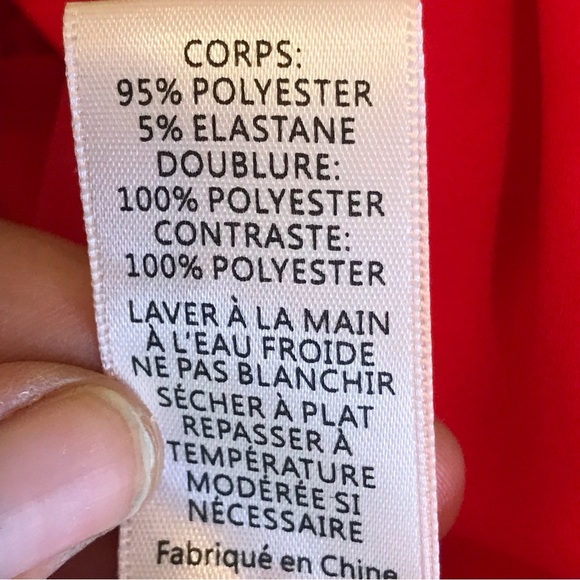 CORPS:
95% POLYESTER
5% ELASTANE
DOUBLURE:
100% POLYESTER
CONTRASTE:
100% POLYESTER
LAVER À LA MAIN
À L'EAU FROIDE
NE PAS BLANCHIR
SÉCHER À PLAT
REPASSER À
TEMPÉRATURE
MODÉRÉE SI
NÉCESSAIRE
Fabriqué en Chine